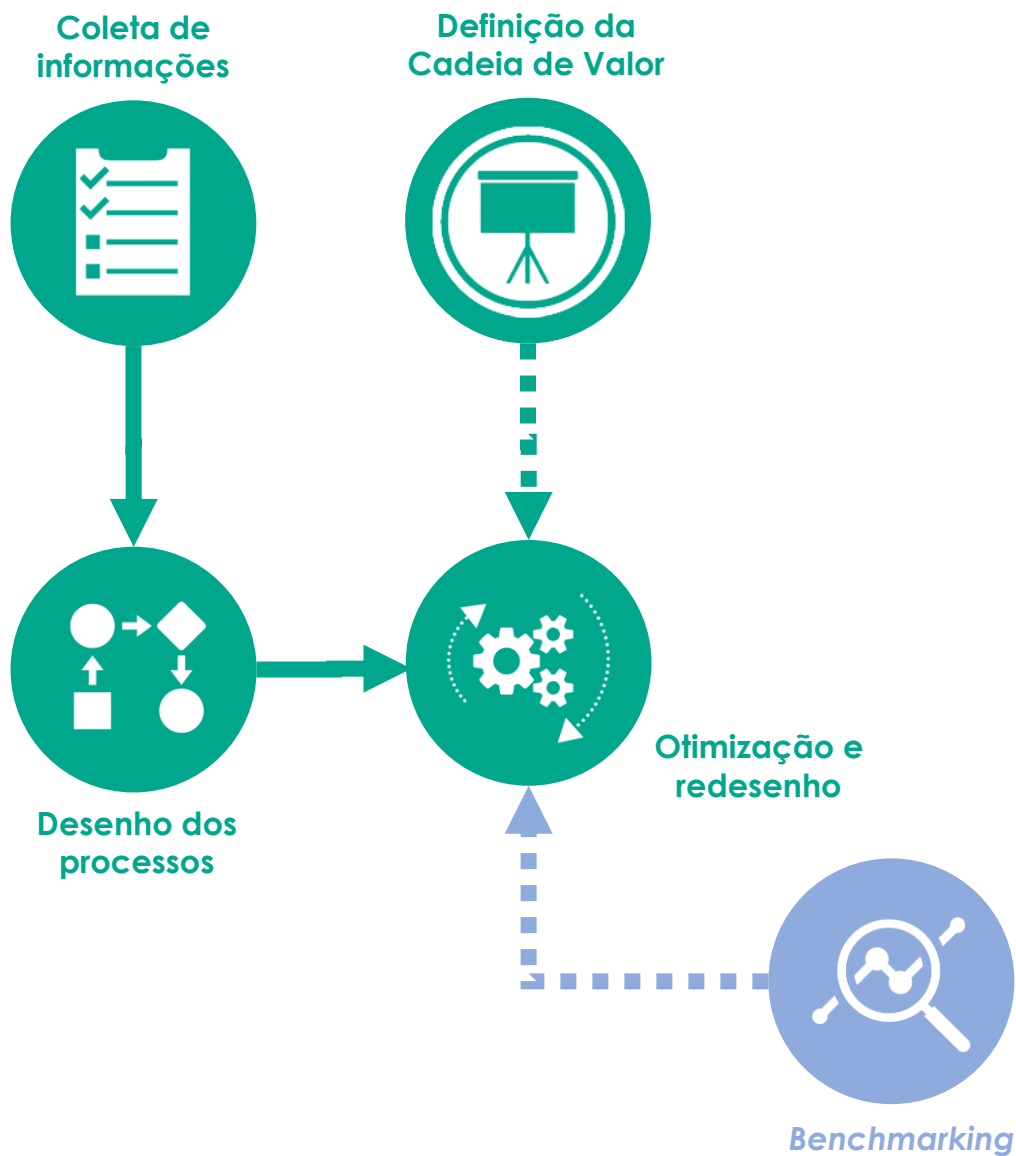 Coleta de
informações
Definição da
Cadeia de Valor
Desenho dos
processos
Otimização e
redesenho
Benchmarking